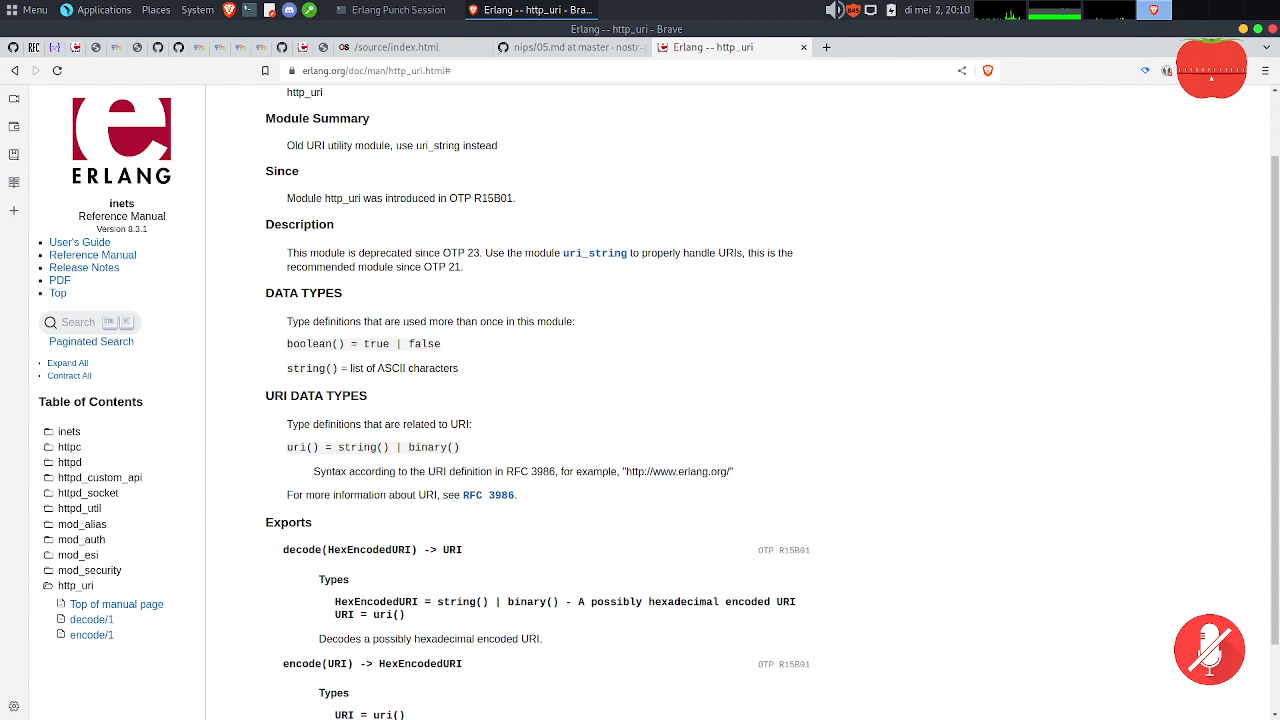 Menu Applications Places System Erlang Punch Session Erlang -- http_uri - Bra... 645 di mei 2, 20:10
Erlang -- http_uri - Brave
/source/index.html nips/05.md at master · nostr- Erlang -- http_uri
erlang.org/doc/man/http_uri.html#
ERLANG
inets
Reference Manual
Version 8.3.1
User's Guide
Reference Manual
Release Notes
PDF
Top
Search CTRL K
Paginated Search
Expand All
Contract All
Table of Contents
inets
httpc
httpd
httpd_custom_api
httpd_socket
httpd_util
mod_alias
mod_auth
mod_esi
mod_security
http_uri
Top of manual page
decode/1
encode/1
http_uri
Module Summary
Old URI utility module, use uri_string instead
Since
Module http_uri was introduced in OTP R15B01.
Description
This module is deprecated since OTP 23. Use the module uri_string to properly handle URIs, this is the
recommended module since OTP 21.
DATA TYPES
Type definitions that are used more than once in this module:
boolean() = true | false
string() = list of ASCII characters
URI DATA TYPES
Type definitions that are related to URI:
uri() = string() | binary()
Syntax according to the URI definition in RFC 3986, for example, "http://www.erlang.org/"
For more information about URI, see RFC 3986.
Exports
decode(HexEncodedURI) -> URI OTP R15B01
Types
HexEncodedURI = string() | binary() - A possibly hexadecimal encoded URI
URI = uri()
Decodes a possibly hexadecimal encoded URI.
encode(URI) -> HexEncodedURI OTP R15B01
Types
URI = uri()